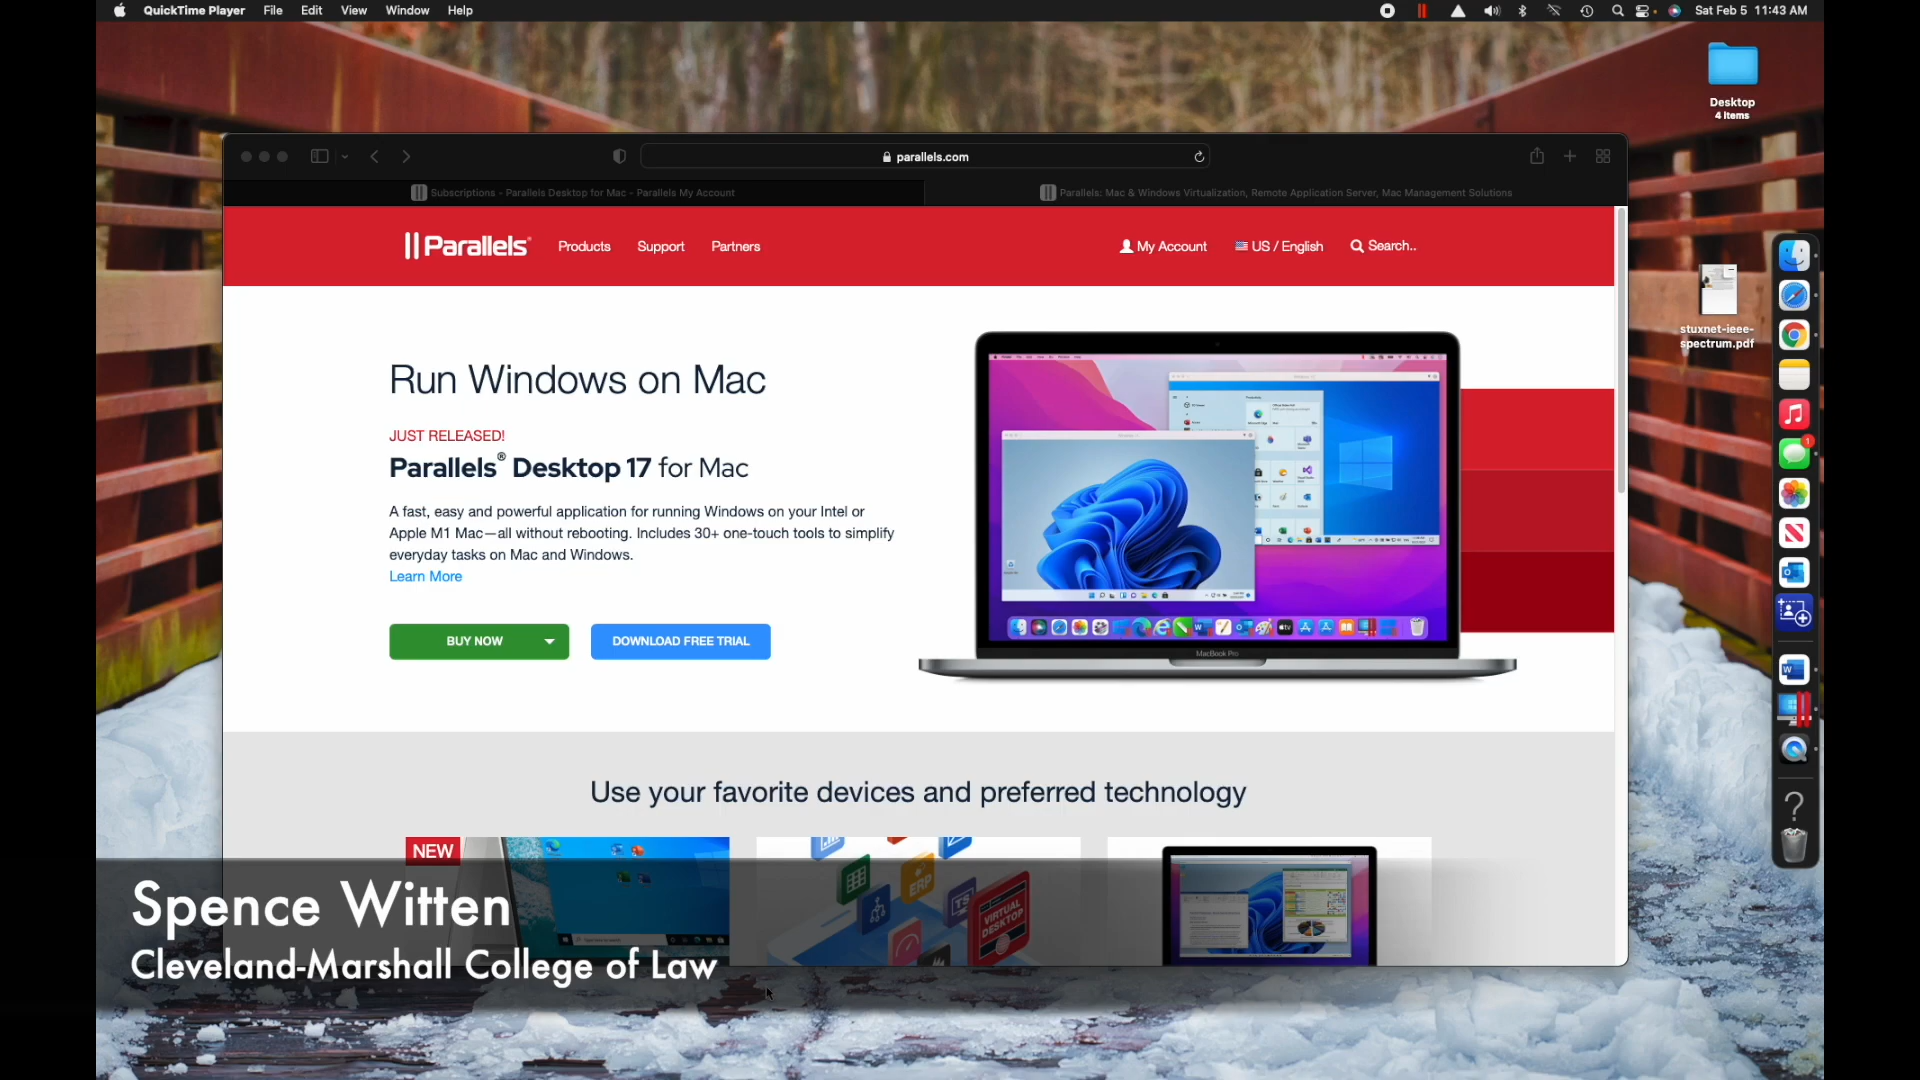 QuickTime Player File Edit View Window Help
Sat Feb 5 11:43 AM
Desktop
4 items
parallels.com
Subscriptions - Parallels Desktop for Mac - Parallels My Account
Parallels: Mac & Windows Virtualization, Remote Application Server, Mac Management Solutions
Parallels® Products Support Partners
My Account US / English Search..
stuxnet-ieee-
spectrum.pdf
Run Windows on Mac
JUST RELEASED!
Parallels® Desktop 17 for Mac
A fast, easy and powerful application for running Windows on your Intel or
Apple M1 Mac—all without rebooting. Includes 30+ one-touch tools to simplify
everyday tasks on Mac and Windows.
Learn More
BUY NOW DOWNLOAD FREE TRIAL
MacBook Pro
1
Use your favorite devices and preferred technology
NEW
ERP
TS
VIRTUAL
DESKTOP
Spence Witten
Cleveland-Marshall College of Law